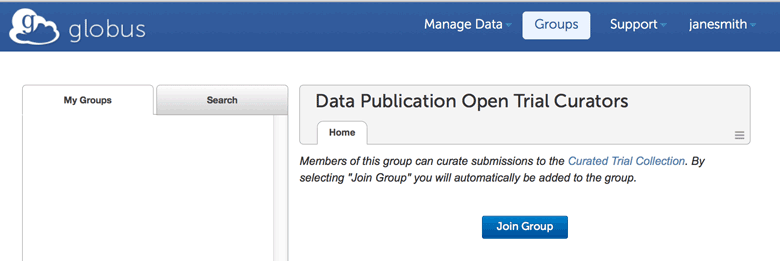 globus
Manage Data Groups Support janesmith
My Groups Search
Data Publication Open Trial Curators
Home
Members of this group can curate submissions to the Curated Trial Collection. By
selecting "Join Group" you will automatically be added to the group.
Join Group